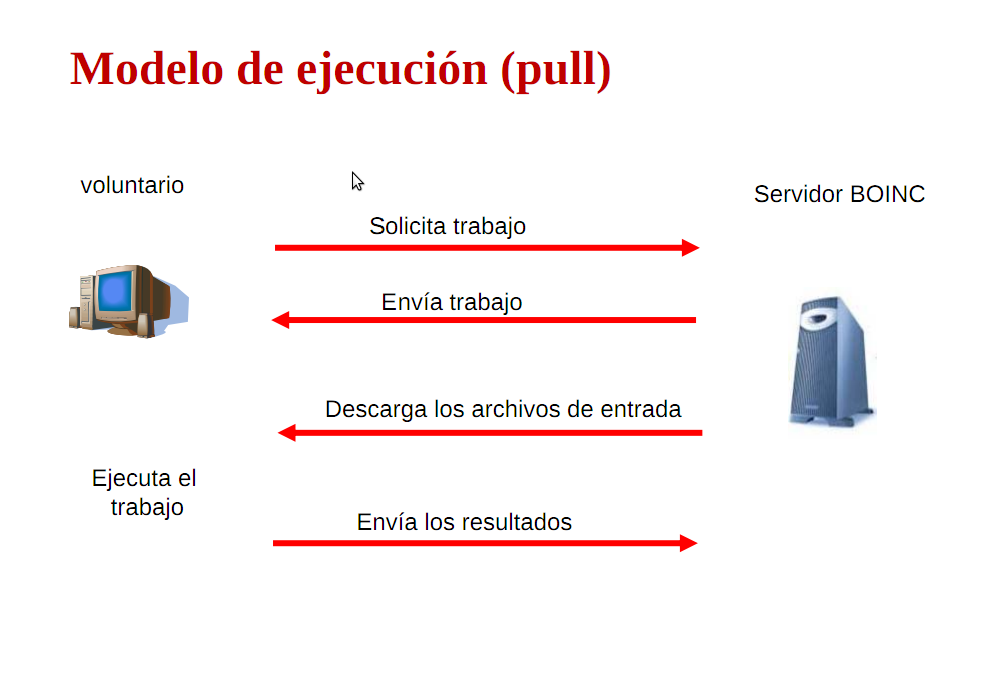 Modelo de ejecución (pull)
voluntario
Servidor BOINC
Solicita trabajo
Envía trabajo
Descarga los archivos de entrada
Ejecuta el
trabajo
Envía los resultados